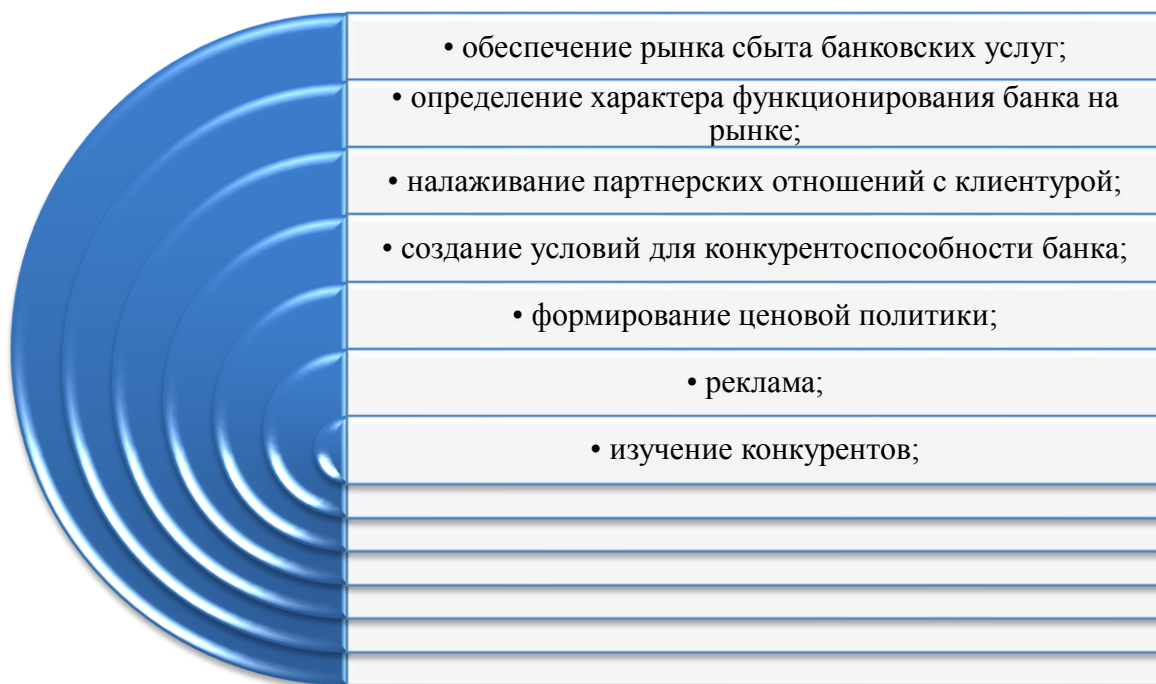 • обеспечение рынка сбыта банковских услуг;
• определение характера функционирования банка на
рынке;
• налаживание партнерских отношений с клиентурой;
• создание условий для конкурентоспособности банка;
• формирование ценовой политики;
• реклама;
• изучение конкурентов;